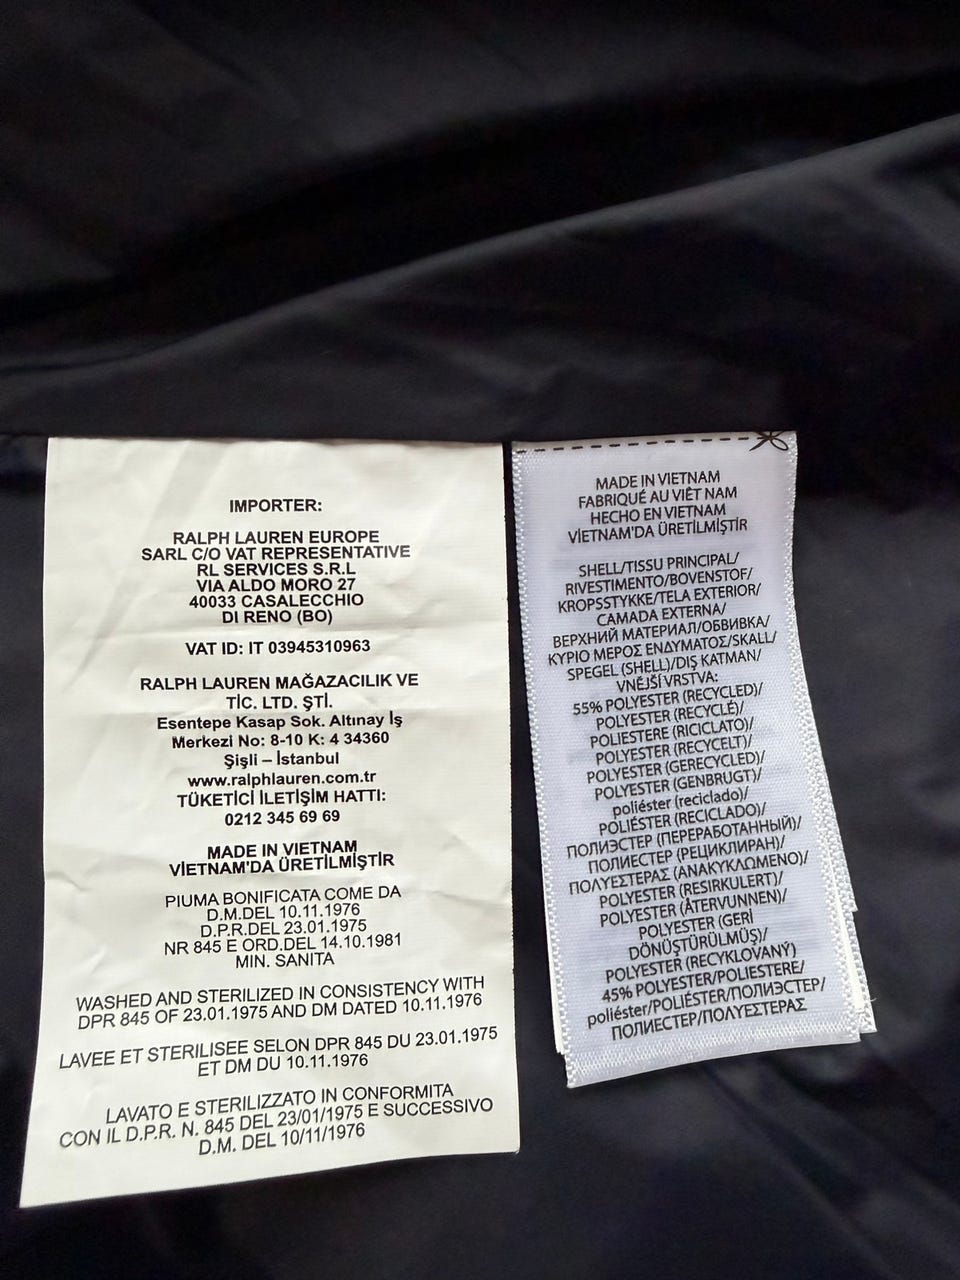 IMPORTER:
RALPH LAUREN EUROPE
SARL C/O VAT REPRESENTATIVE
RL SERVICES S.R.L
VIA ALDO MORO 27
40033 CASALECCHIO
DI RENO (BO)
VAT ID: IT 03945310963
RALPH LAUREN MAĞAZACILIK VE
TİC. LTD. ŞTİ.
Esentepe Kasap Sok. Altınay İş
Merkezi No: 8-10 K: 4 34360
Şişli – İstanbul
www.ralphlauren.com.tr
TÜKETİCİ İLETİŞİM HATTI:
0212 345 69 69
MADE IN VIETNAM
VİETNAM'DA ÜRETİLMİŞTİR
PIUMA BONIFICATA COME DA
D.M.DEL 10.11.1976
D.P.R.DEL 23.01.1975
NR 845 E ORD.DEL 14.10.1981
MIN. SANITA
WASHED AND STERILIZED IN CONSISTENCY WITH
DPR 845 OF 23.01.1975 AND DM DATED 10.11.1976
LAVEE ET STERILISEE SELON DPR 845 DU 23.01.1975
ET DM DU 10.11.1976
LAVATO E STERILIZZATO IN CONFORMITA
CON IL D.P.R. N. 845 DEL 23/01/1975 E SUCCESSIVO
D.M. DEL 10/11/1976
MADE IN VIETNAM
FABRIQUÉ AU VIÊT NAM
HECHO EN VIETNAM
VİETNAM'DA ÜRETİLMİŞTİR
SHELL/TISSU PRINCIPAL/
RIVESTIMENTO/BOVENSTOF/
KROPSSTYKKE/TELA EXTERIOR/
CAMADA EXTERNA/
ВЕРХНИЙ МАТЕРИАЛ/ОБВИВКА/
ΚΥΡΙΟ ΜΕΡΟΣ ΕΝΔΥΜΑΤΟΣ/SKALL/
SPEGEL (SHELL)/DIŞ KATMAN/
VNĚJŠÍ VRSTVA:
55% POLYESTER (RECYCLED)/
POLYESTER (RECYCLÉ)/
POLIESTERE (RICICLATO)/
POLYESTER (RECYCELT)/
POLYESTER (GERECYCLED)/
POLYESTER (GENBRUGT)/
poliéster (reciclado)/
POLIÉSTER (RECICLADO)/
ПОЛИЭСТЕР (ПЕРЕРАБОТАННЫЙ)/
ПОЛИЕСТЕР (РЕЦИКЛИРАН)/
ΠΟΛΥΕΣΤΕΡΑΣ (ΑΝΑΚΥΚΛΩΜΕΝΟ)/
POLYESTER (RESIRKULERT)/
POLYESTER (ÅTERVUNNEN)/
POLYESTER (GERİ
DÖNÜŞTÜRÜLMÜŞ)/
POLYESTER (RECYKLOVANÝ)
45% POLYESTER/POLIESTERE/
poliéster/POLIÉSTER/ПОЛИЭСТЕР/
ПОЛИЕСТЕР/ΠΟΛΥΕΣΤΕΡΑΣ